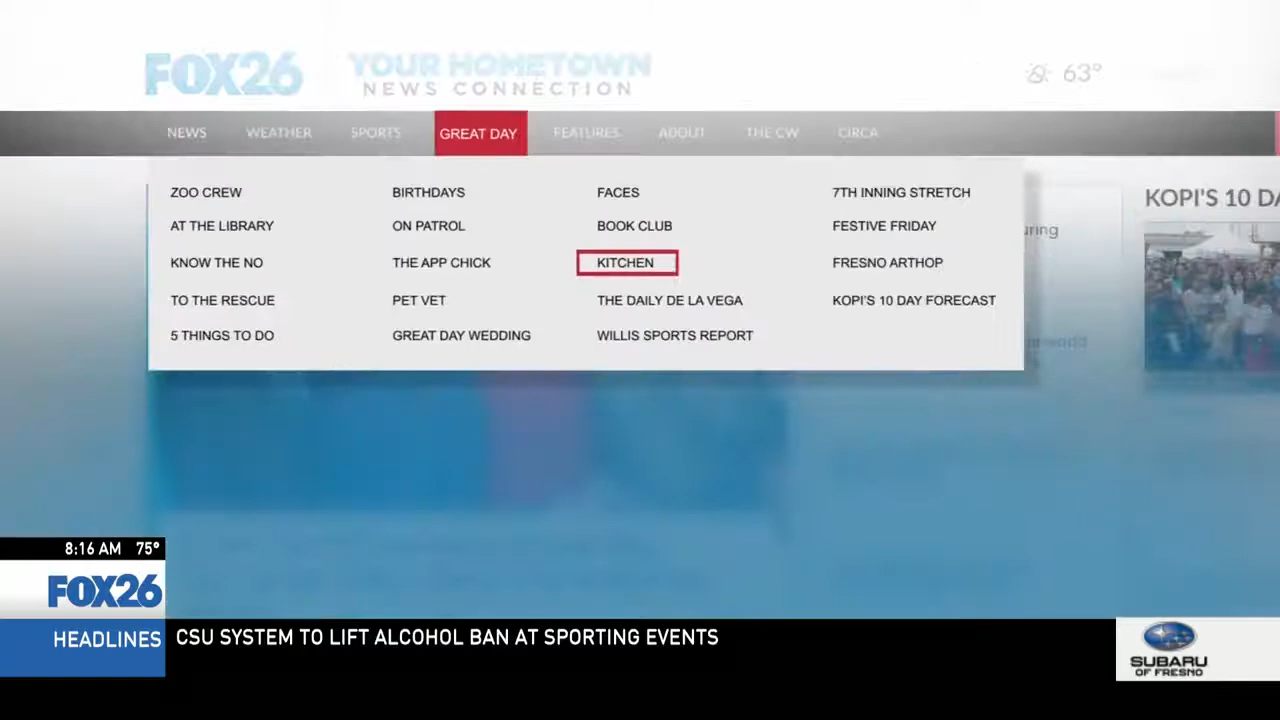 FOX26
YOUR HOMETOWN
NEWS CONNECTION
63°
NEWS WEATHER SPORTS GREAT DAY FEATURES ABOUT THE CW CIRCA
ZOO CREW BIRTHDAYS FACES 7TH INNING STRETCH
KOPI'S 10 DA
AT THE LIBRARY ON PATROL BOOK CLUB FESTIVE FRIDAY
uring
KNOW THE NO THE APP CHICK KITCHEN FRESNO ARTHOP
TO THE RESCUE PET VET THE DAILY DE LA VEGA KOPI'S 10 DAY FORECAST
5 THINGS TO DO GREAT DAY WEDDING WILLIS SPORTS REPORT
8:16 AM 75°
FOX26
HEADLINES
CSU SYSTEM TO LIFT ALCOHOL BAN AT SPORTING EVENTS
SUBARU
OF FRESNO